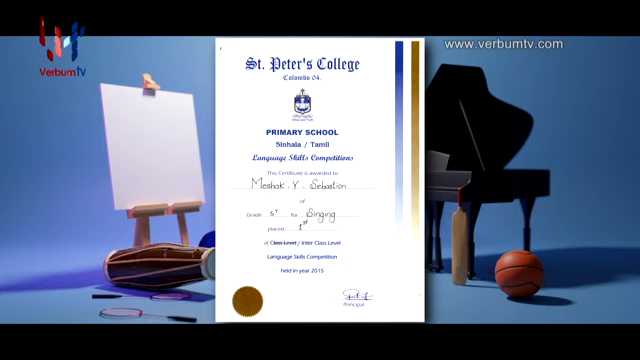 VerbumTV
www.verbumtv.com
St. Peter's College
Colombo 04.
PRIMARY SCHOOL
Sinhala / Tamil
Language Skills Competitions
This Certificate is awarded to
Meshak . Y . Sebastion
of
Grade 5 for Singing
placed 1st
at Class Level / Inter Class Level
Language Skills Competition
held in year 2015
Principal